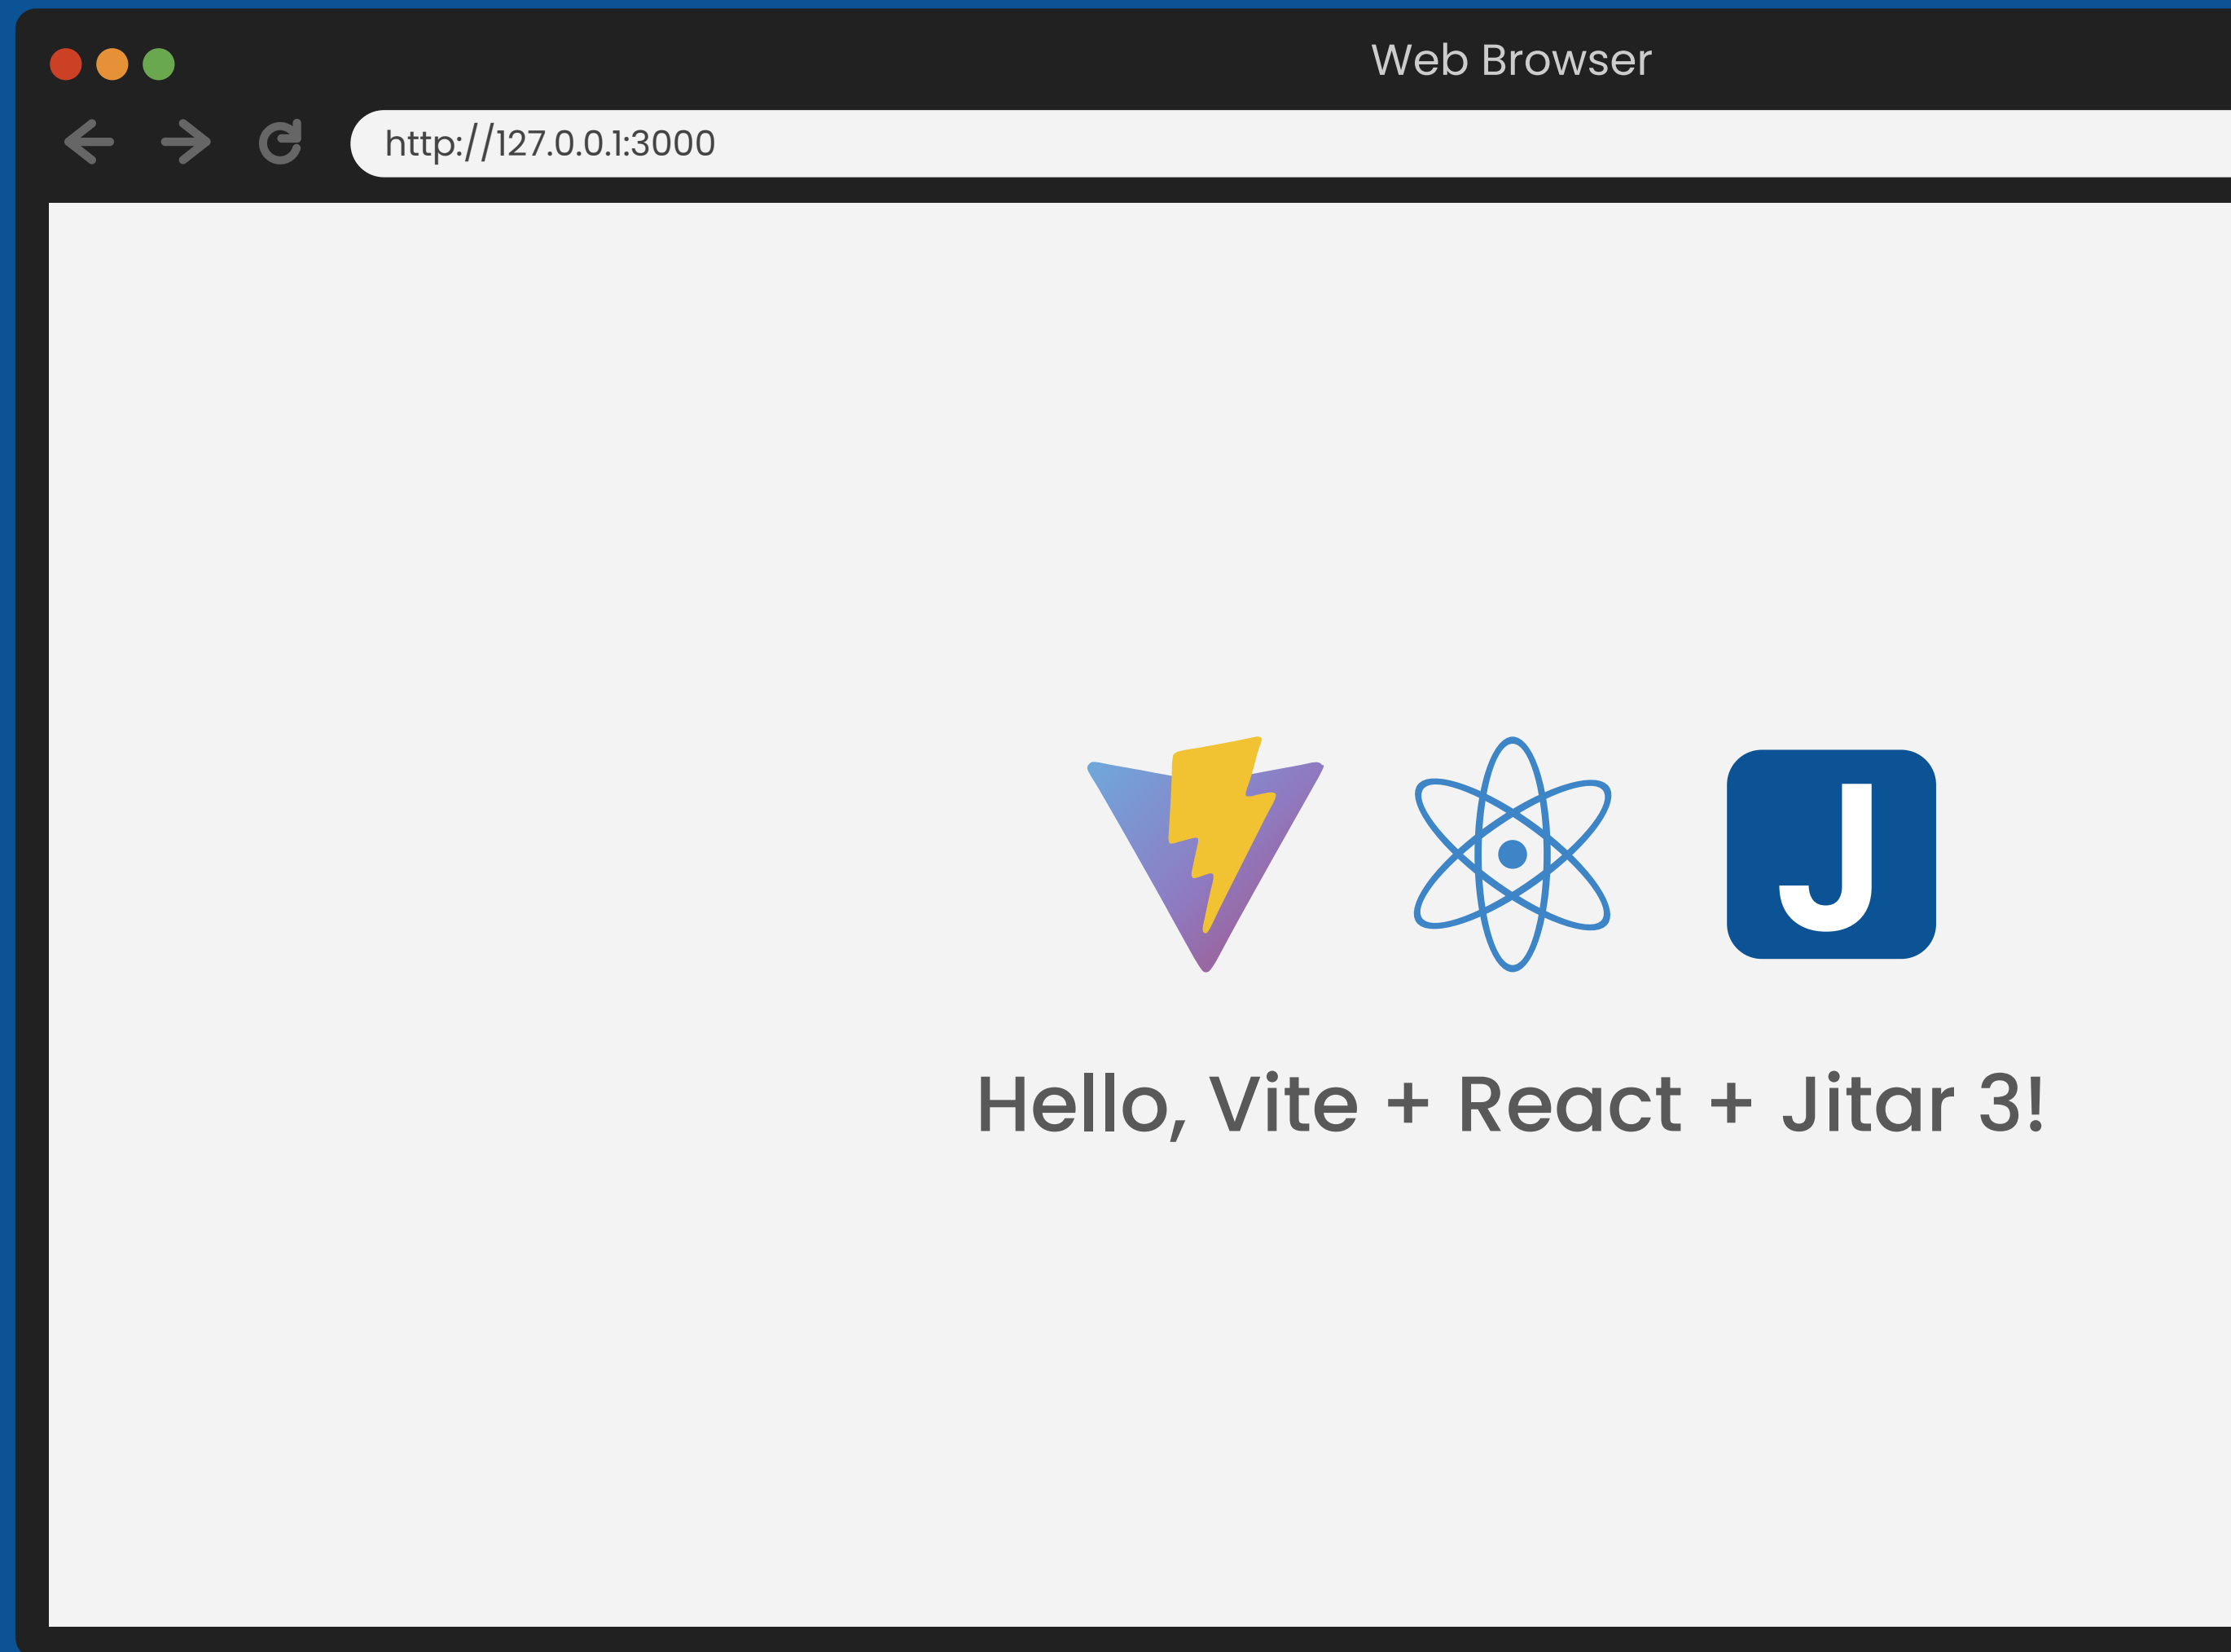 Web Browser
http://127.0.0.1:3000
J
Hello, Vite + React + Jitar 3!